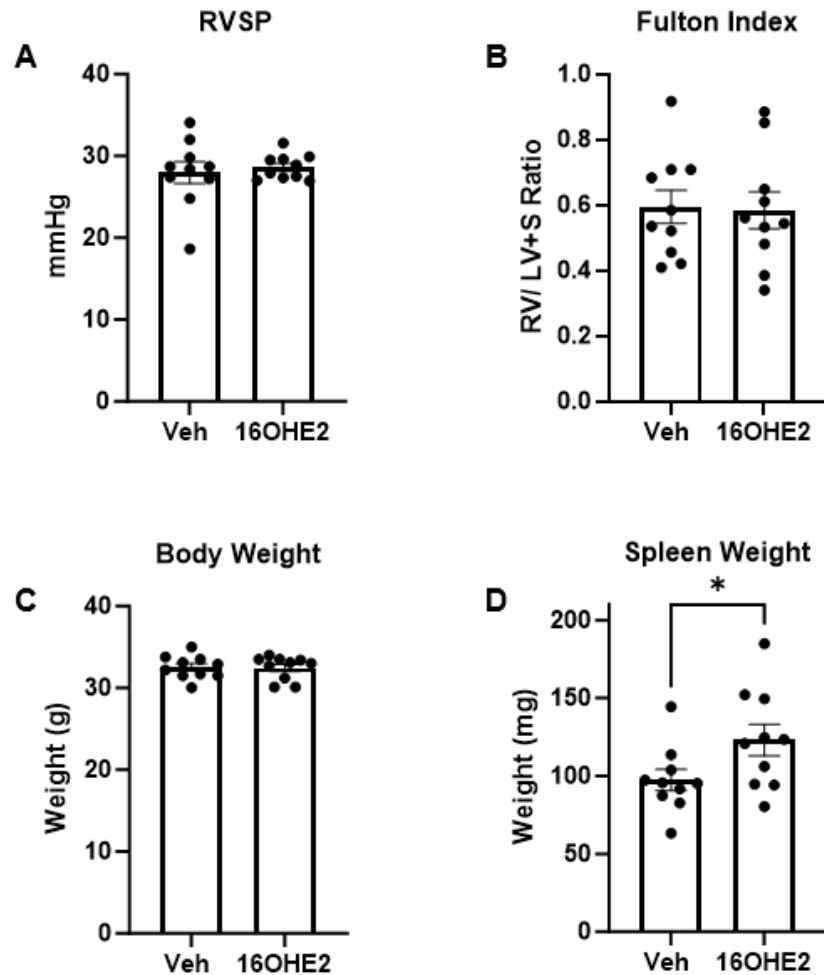 RVSP
A
40
30
20
10
0
mmHg
Veh 16OHE2
Fulton Index
B
1.0
0.8
0.6
0.4
0.2
0.0
RV/ LV+S Ratio
Veh 16OHE2
Body Weight
C
40
30
20
10
0
Weight (g)
Veh 16OHE2
Spleen Weight
D
*
200
150
100
50
0
Weight (mg)
Veh 16OHE2